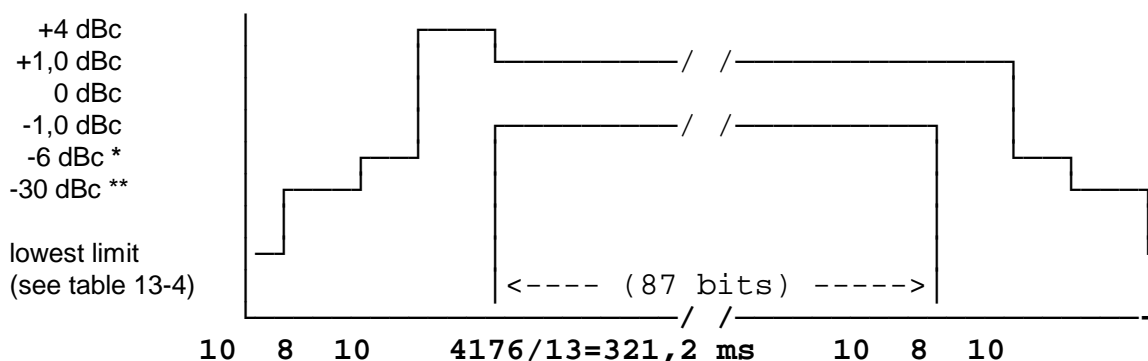 +4 dBc
+1,0 dBc
0 dBc
-1,0 dBc
-6 dBc *
-30 dBc **
lowest limit
(see table 13-4)
<---- (87 bits) ----->
/ /
10 8 10 4176/13=321,2 ms 10 8 10